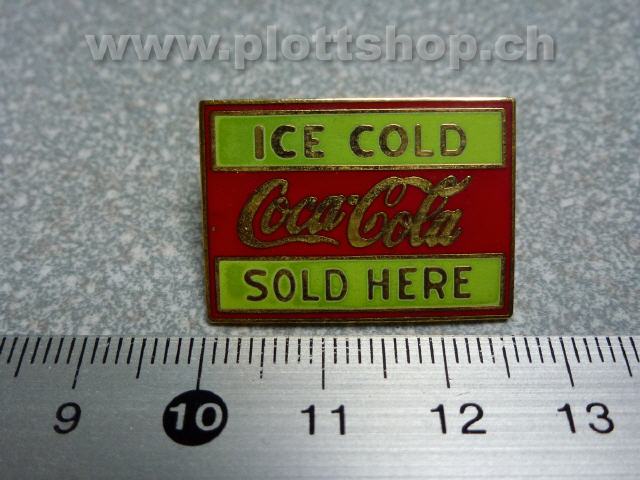 www.plottshop.ch
ICE COLD
Coca-Cola
SOLD HERE
9 10 11 12 13